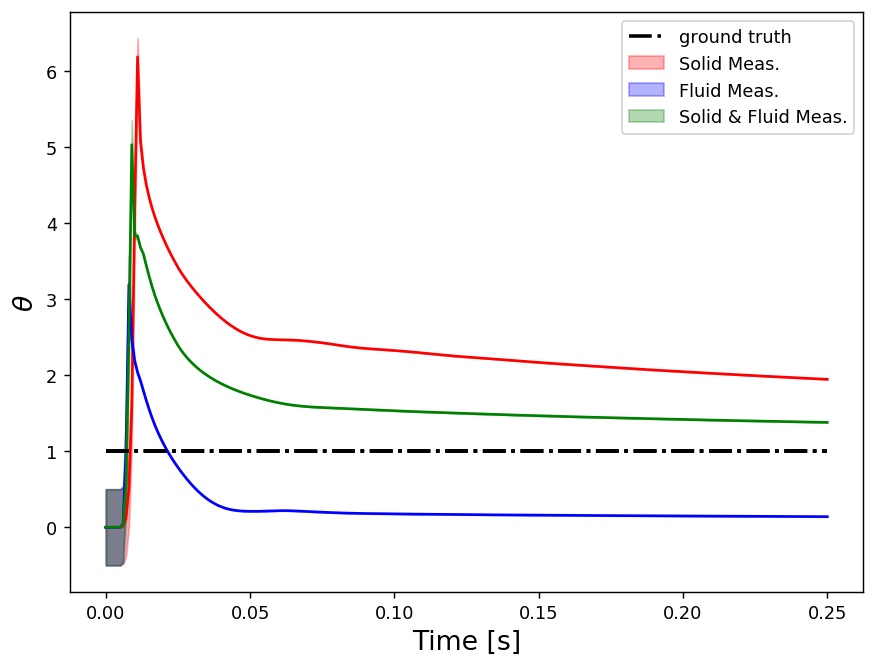 ground truth
Solid Meas.
Fluid Meas.
Solid & Fluid Meas.
θ
6
5
4
3
2
1
0
0.00 0.05 0.10 0.15 0.20 0.25
Time [s]